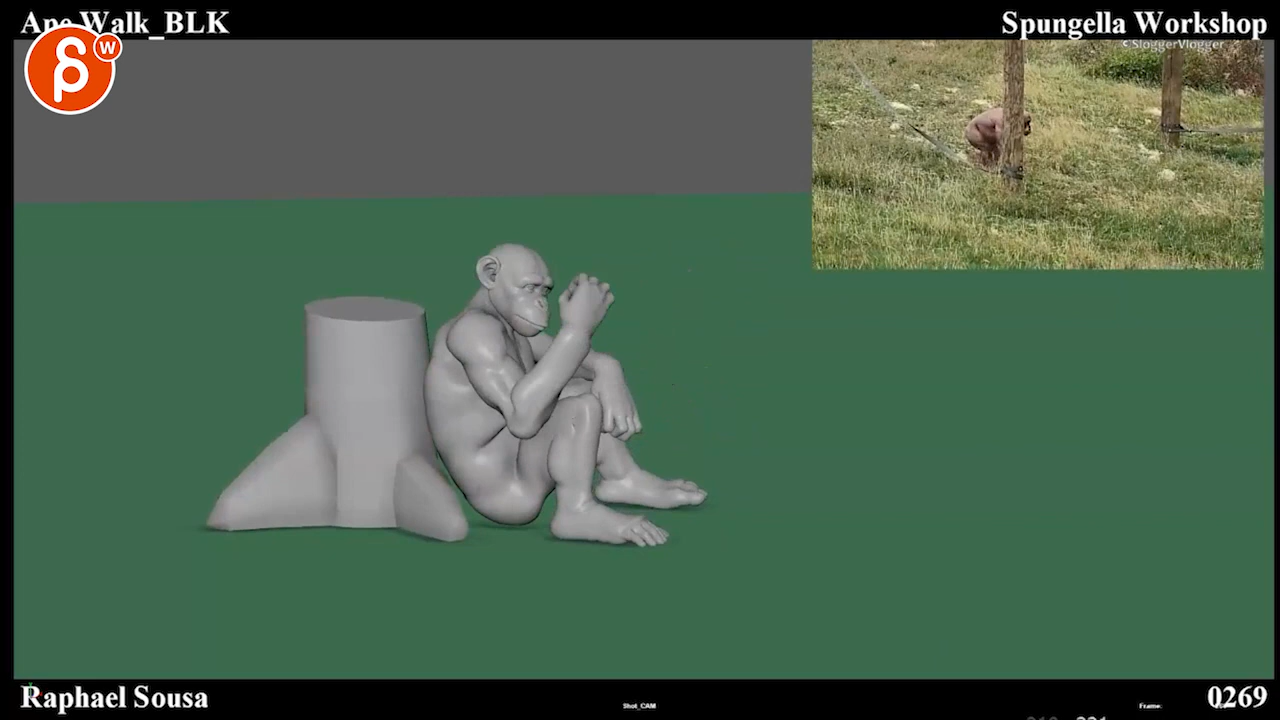 Ape Walk_BLK
Spungella Workshop
W
SloggerVlogger
Raphael Sousa
Shot_CAM
Frame:
0269